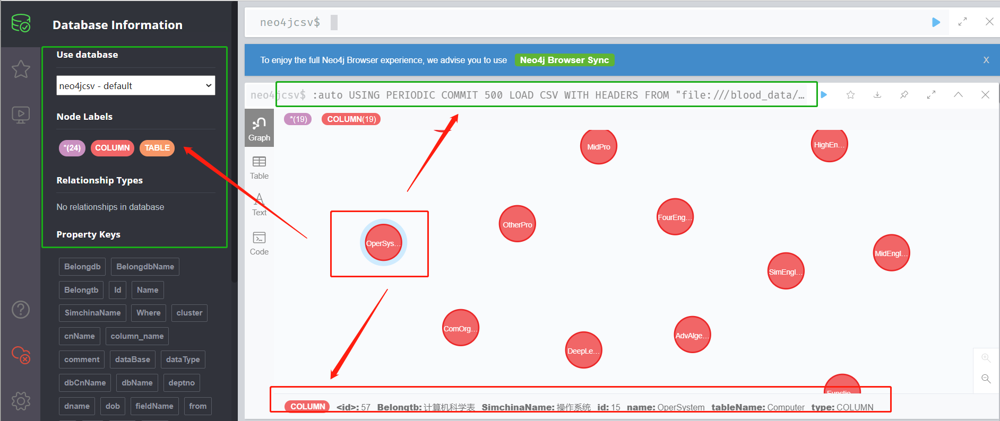 Database Information
Use database
neo4jcsv - default
Node Labels
*(24) COLUMN TABLE
Relationship Types
No relationships in database
Property Keys
Belongdb BelongdbName
Belongtb Id Name
SimchinaName Where cluster
cnName column_name
comment dataBase dataType
dbCnName dbName deptno
dname dob fieldName from
neo4jcsv$
To enjoy the full Neo4j Browser experience, we advise you to use Neo4j Browser Sync X
neo4jcsv$ :auto USING PERIODIC COMMIT 500 LOAD CSV WITH HEADERS FROM "file:///blood_data/…
*(19) COLUMN(19)
Graph
Table
Text
Code
MidPro
HighEn…
OtherPro
FourEng…
OperSys…
MidEngl…
SimEngl…
ComOrg…
AdvAlge…
DeepLe…
Functio…
COLUMN <id>: 57 Belongtb: 计算机科学表 SimchinaName: 操作系统 id: 15 name: OperSystem tableName: Computer type: COLUMN